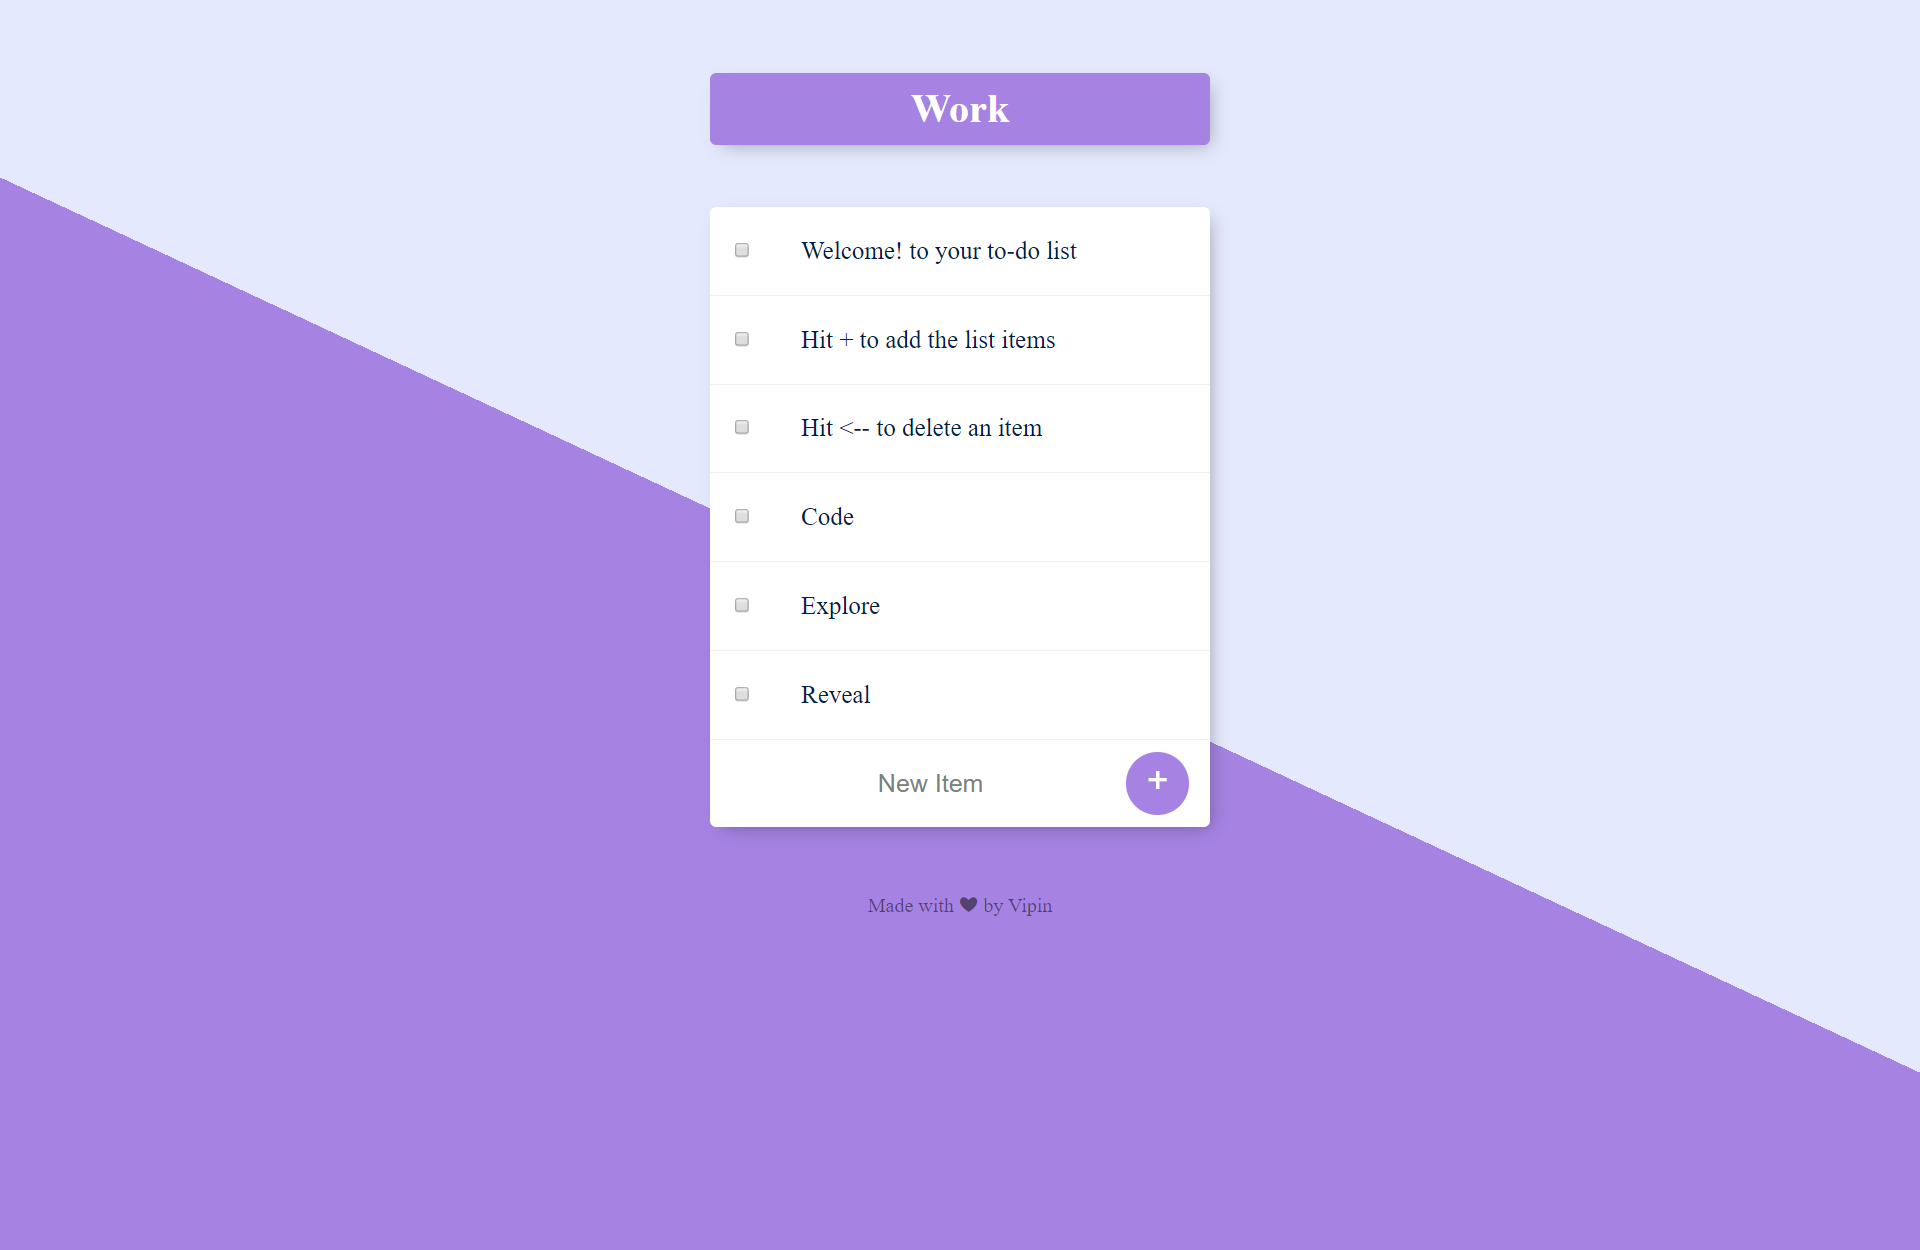 Work
Welcome! to your to-do list
Hit + to add the list items
Hit <-- to delete an item
Code
Explore
Reveal
New Item +
Made with ♥ by Vipin